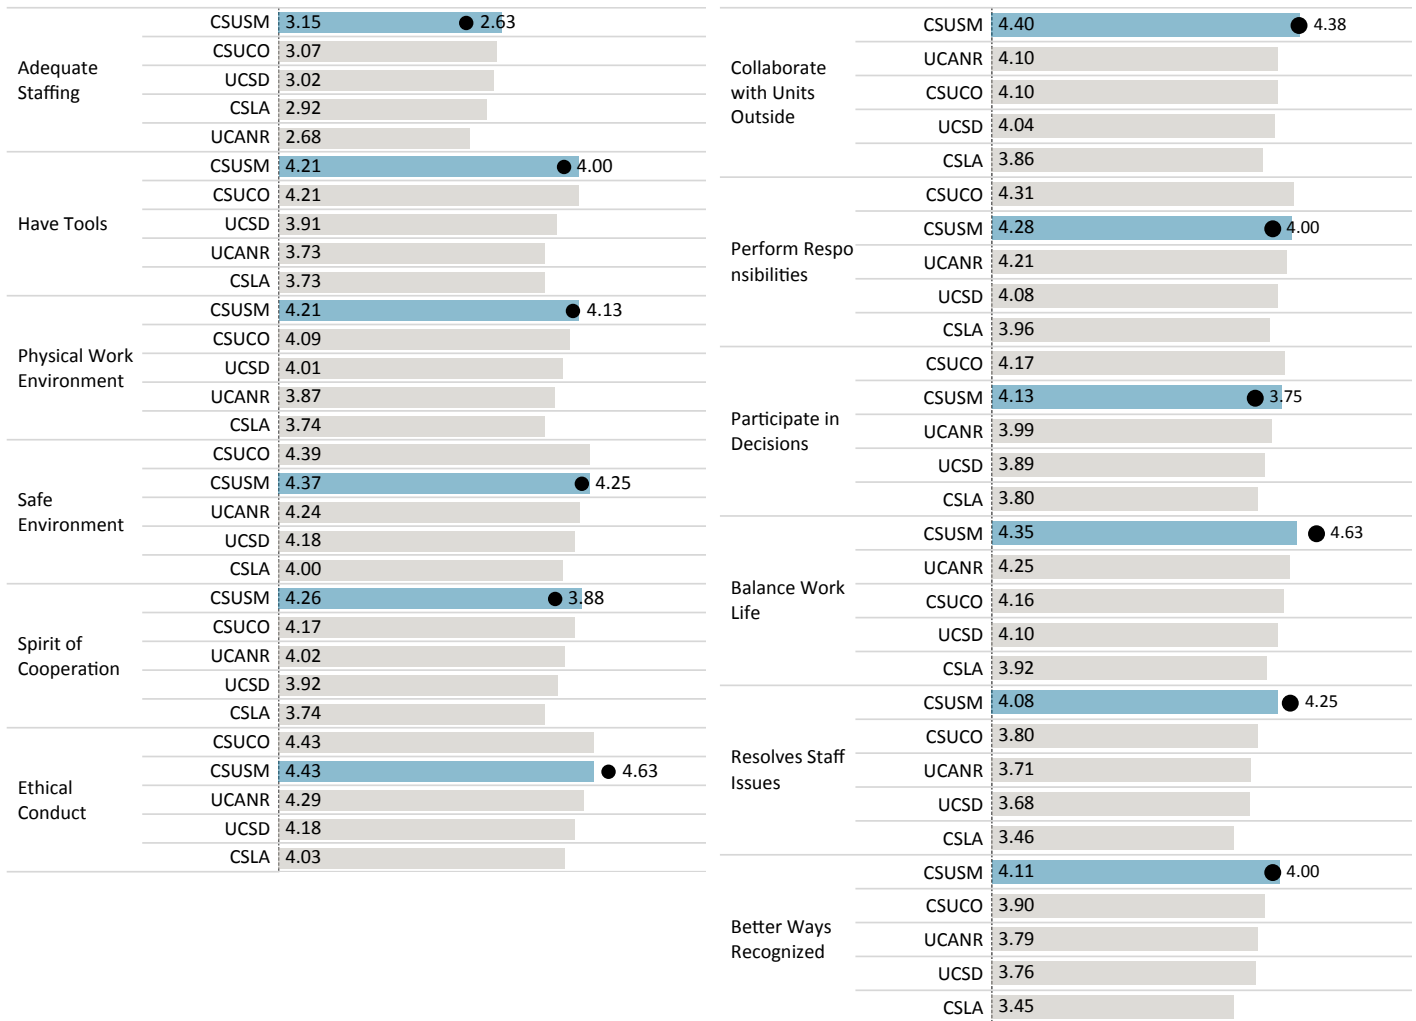 Adequate
Staffing
CSUSM 3.15 2.63
CSUCO 3.07
UCSD 3.02
CSLA 2.92
UCANR 2.68
Have Tools
CSUSM 4.21 4.00
CSUCO 4.21
UCSD 3.91
UCANR 3.73
CSLA 3.73
Physical Work
Environment
CSUSM 4.21 4.13
CSUCO 4.09
UCSD 4.01
UCANR 3.87
CSLA 3.74
Safe
Environment
CSUCO 4.39
CSUSM 4.37 4.25
UCANR 4.24
UCSD 4.18
CSLA 4.00
Spirit of
Cooperation
CSUSM 4.26 3.88
CSUCO 4.17
UCANR 4.02
UCSD 3.92
CSLA 3.74
Ethical
Conduct
CSUCO 4.43
CSUSM 4.43 4.63
UCANR 4.29
UCSD 4.18
CSLA 4.03
Collaborate
with Units
Outside
CSUSM 4.40 4.38
UCANR 4.10
CSUCO 4.10
UCSD 4.04
CSLA 3.86
Perform Respo
nsibilities
CSUCO 4.31
CSUSM 4.28 4.00
UCANR 4.21
UCSD 4.08
CSLA 3.96
Participate in
Decisions
CSUCO 4.17
CSUSM 4.13 3.75
UCANR 3.99
UCSD 3.89
CSLA 3.80
Balance Work
Life
CSUSM 4.35 4.63
UCANR 4.25
CSUCO 4.16
UCSD 4.10
CSLA 3.92
Resolves Staff
Issues
CSUSM 4.08 4.25
CSUCO 3.80
UCANR 3.71
UCSD 3.68
CSLA 3.46
Better Ways
Recognized
CSUSM 4.11 4.00
CSUCO 3.90
UCANR 3.79
UCSD 3.76
CSLA 3.45